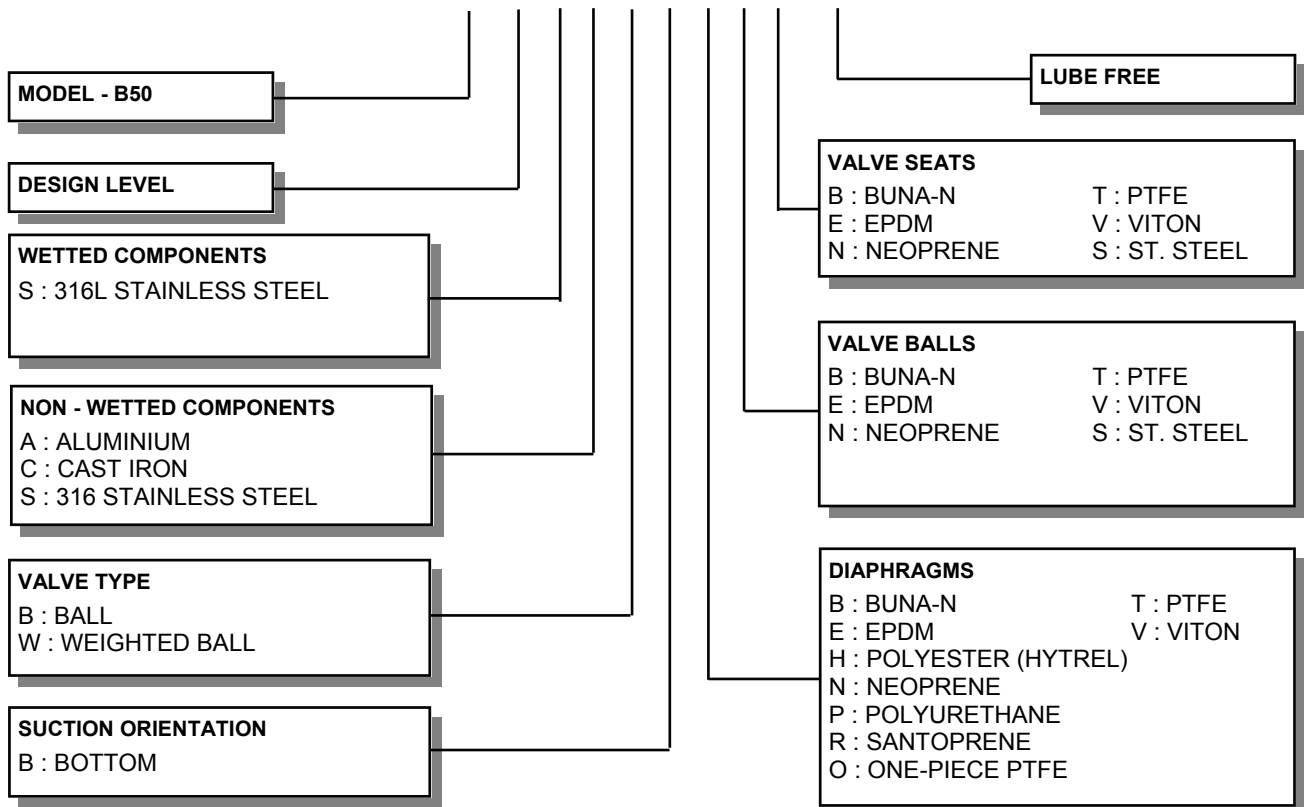 MODEL - B50
DESIGN LEVEL
WETTED COMPONENTS
S : 316L STAINLESS STEEL
NON - WETTED COMPONENTS
A : ALUMINIUM
C : CAST IRON
S : 316 STAINLESS STEEL
VALVE TYPE
B : BALL
W : WEIGHTED BALL
SUCTION ORIENTATION
B : BOTTOM
LUBE FREE
VALVE SEATS
B : BUNA-N T : PTFE
E : EPDM V : VITON
N : NEOPRENE S : ST. STEEL
VALVE BALLS
B : BUNA-N T : PTFE
E : EPDM V : VITON
N : NEOPRENE S : ST. STEEL
DIAPHRAGMS
B : BUNA-N T : PTFE
E : EPDM V : VITON
H : POLYESTER (HYTREL)
N : NEOPRENE
P : POLYURETHANE
R : SANTOPRENE
O : ONE-PIECE PTFE